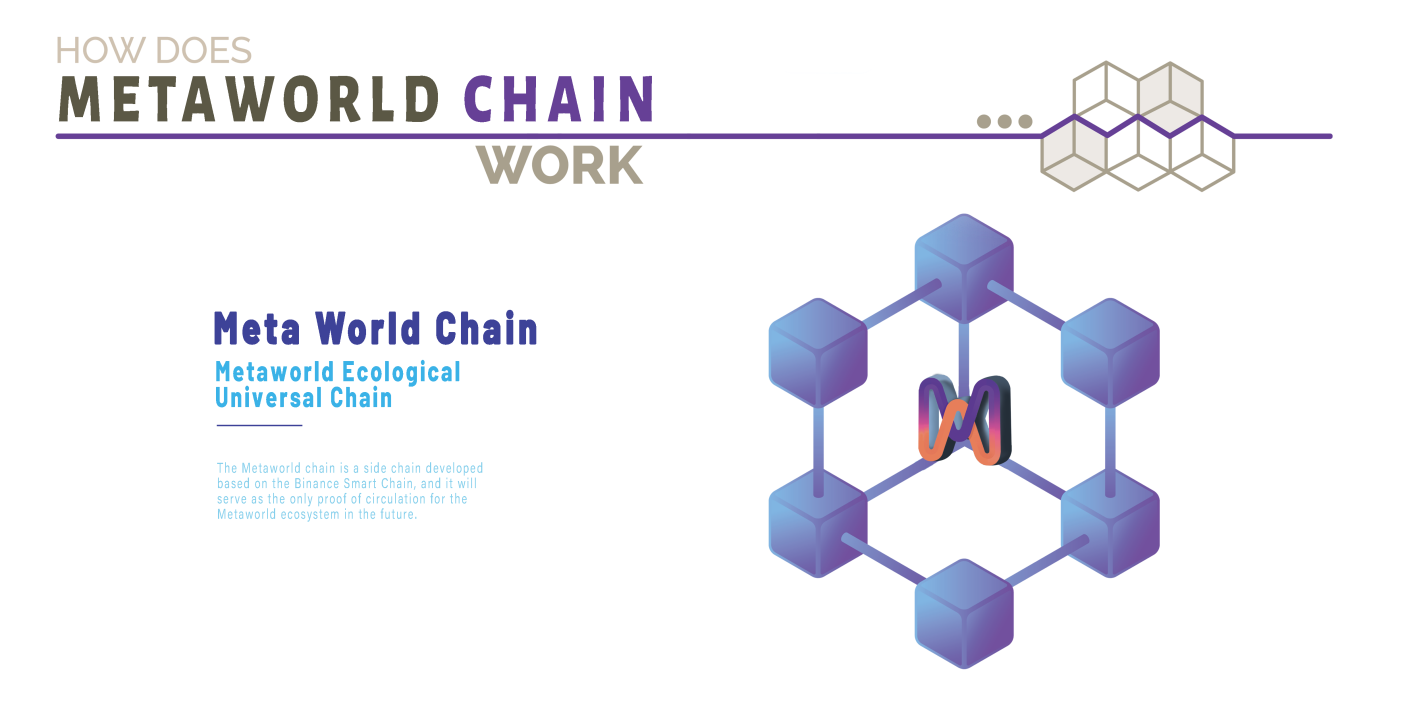 HOW DOES
METAWORLD CHAIN
WORK
Meta World Chain
Metaworld Ecological
Universal Chain
The Metaworld chain is a side chain developed
based on the Binance Smart Chain, and it will
serve as the only proof of circulation for the
Metaworld ecosystem in the future.